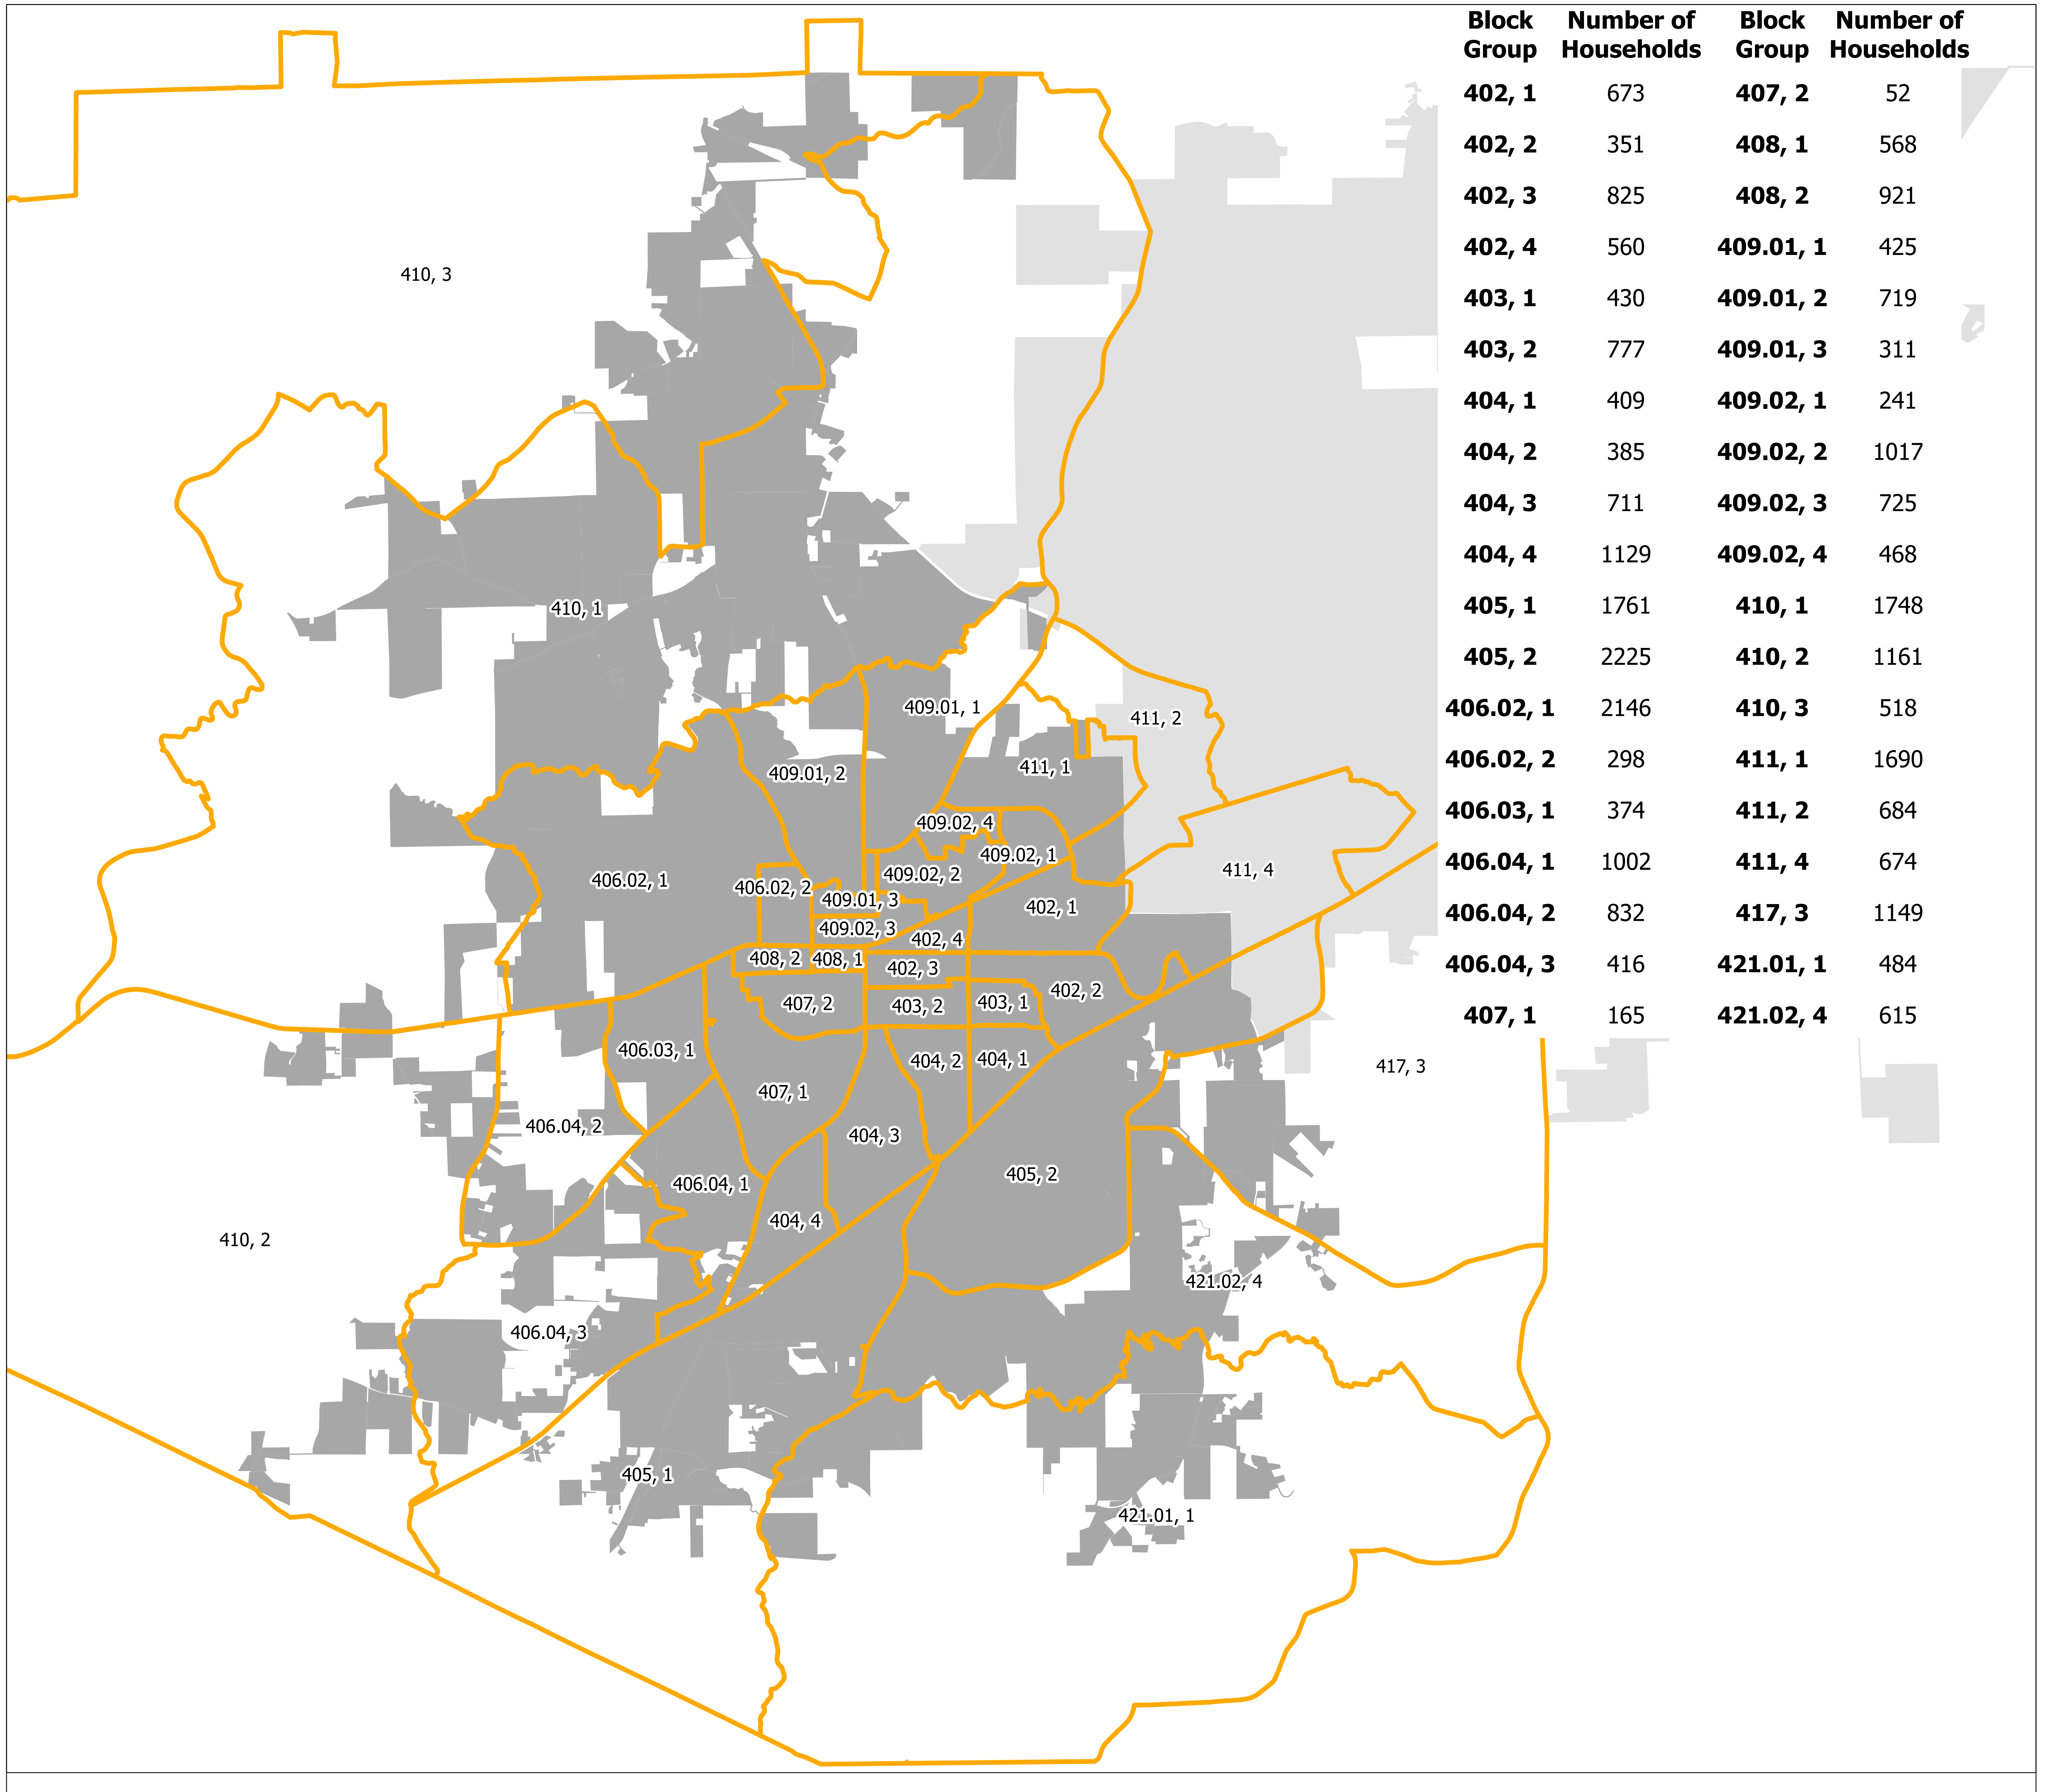 Block Group Number of Households Block Group Number of Households
402, 1 673 407, 2 52
402, 2 351 408, 1 568
402, 3 825 408, 2 921
402, 4 560 409.01, 1 425
403, 1 430 409.01, 2 719
403, 2 777 409.01, 3 311
404, 1 409 409.02, 1 241
404, 2 385 409.02, 2 1017
404, 3 711 409.02, 3 725
404, 4 1129 409.02, 4 468
405, 1 1761 410, 1 1748
405, 2 2225 410, 2 1161
406.02, 1 2146 410, 3 518
406.02, 2 298 411, 1 1690
406.03, 1 374 411, 2 684
406.04, 1 1002 411, 4 674
406.04, 2 832 417, 3 1149
406.04, 3 416 421.01, 1 484
407, 1 165 421.02, 4 615
410, 3
410, 1
409.01, 1
411, 2
409.01, 2
411, 1
409.02, 4
409.02, 1
411, 4
409.02, 2
406.02, 1
406.02, 2
409.01, 3
402, 1
409.02, 3
402, 4
408, 2
408, 1
402, 3
402, 2
407, 2
403, 2
403, 1
406.03, 1
404, 2
404, 1
417, 3
407, 1
406.04, 2
404, 3
405, 2
406.04, 1
404, 4
410, 2
421.02, 4
406.04, 3
405, 1
421.01, 1